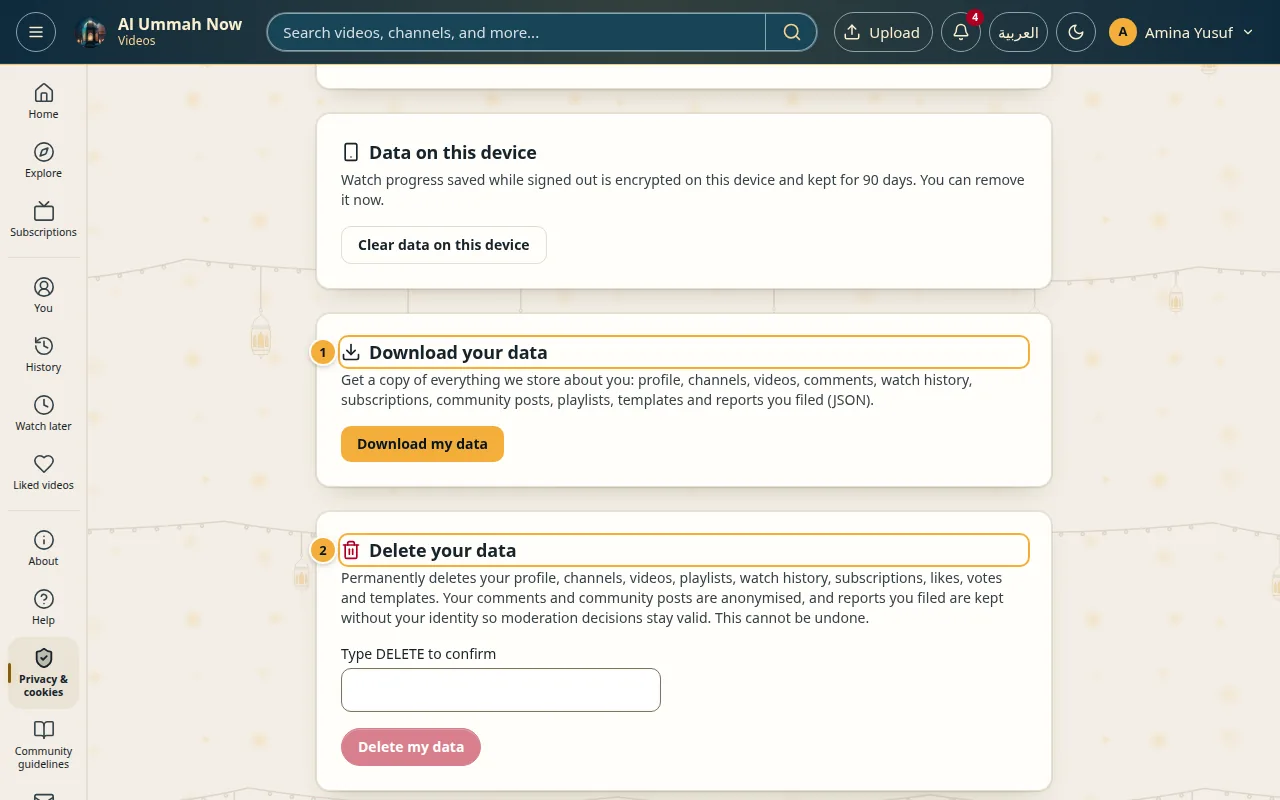 Al Ummah Now
Videos
Search videos, channels, and more...
Upload
4
العربية
A
Amina Yusuf
Home
Explore
Subscriptions
You
History
Watch later
Liked videos
About
Help
Privacy &
cookies
Community
guidelines
Data on this device
Watch progress saved while signed out is encrypted on this device and kept for 90 days. You can remove
it now.
Clear data on this device
1
Download your data
Get a copy of everything we store about you: profile, channels, videos, comments, watch history,
subscriptions, community posts, playlists, templates and reports you filed (JSON).
Download my data
2
Delete your data
Permanently deletes your profile, channels, videos, playlists, watch history, subscriptions, likes, votes
and templates. Your comments and community posts are anonymised, and reports you filed are kept
without your identity so moderation decisions stay valid. This cannot be undone.
Type DELETE to confirm
Delete my data